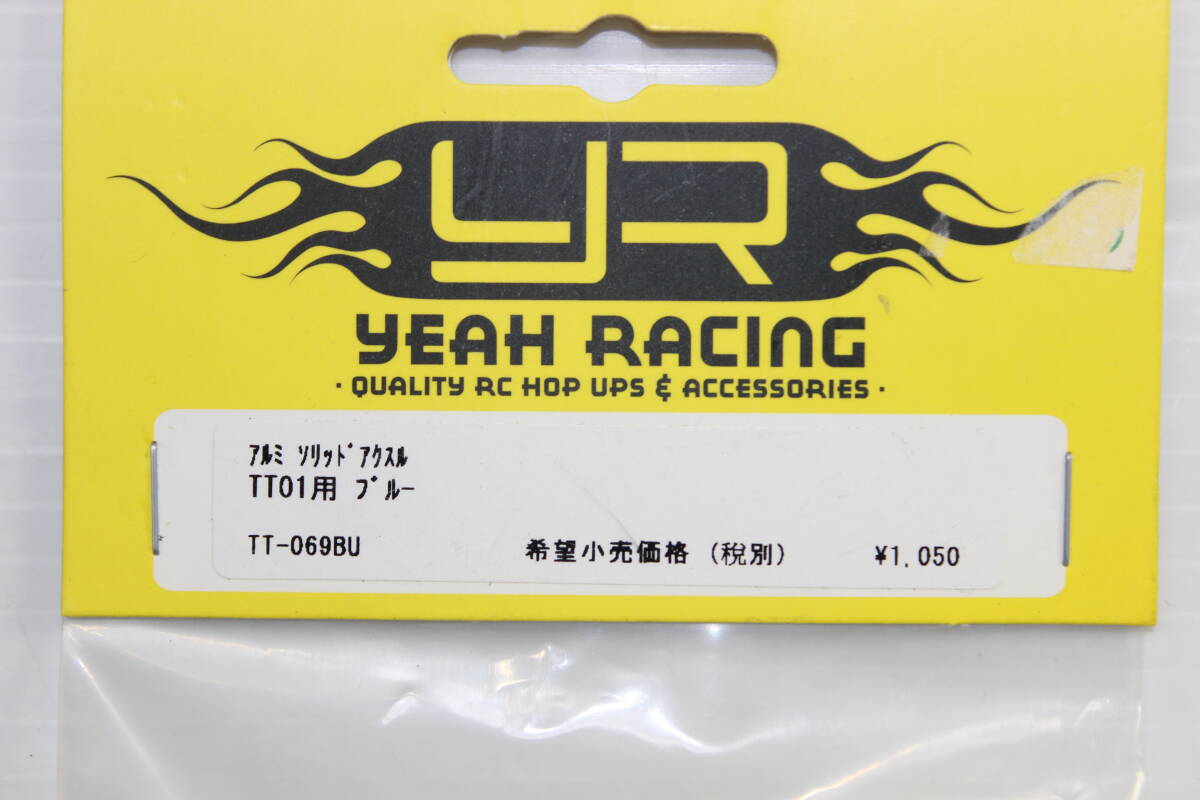 YR
YEAH RACING
· QUALITY RC HOP UPS & ACCESSORIES ·
ｱﾙﾐ ｿﾘｯﾄﾞｱｸｽﾙ
TT01用 ﾌﾞﾙｰ
TT-069BU 希望小売価格 (税別) ¥1,050